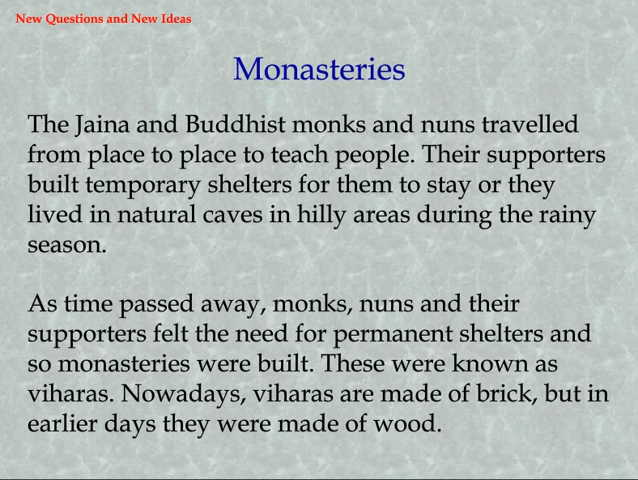 New Questions and New Ideas
Monasteries
The Jaina and Buddhist monks and nuns travelled
from place to place to teach people. Their supporters
built temporary shelters for them to stay or they
lived in natural caves in hilly areas during the rainy
season.
As time passed away, monks, nuns and their
supporters felt the need for permanent shelters and
so monasteries were built. These were known as
viharas. Nowadays, viharas are made of brick, but in
earlier days they were made of wood.